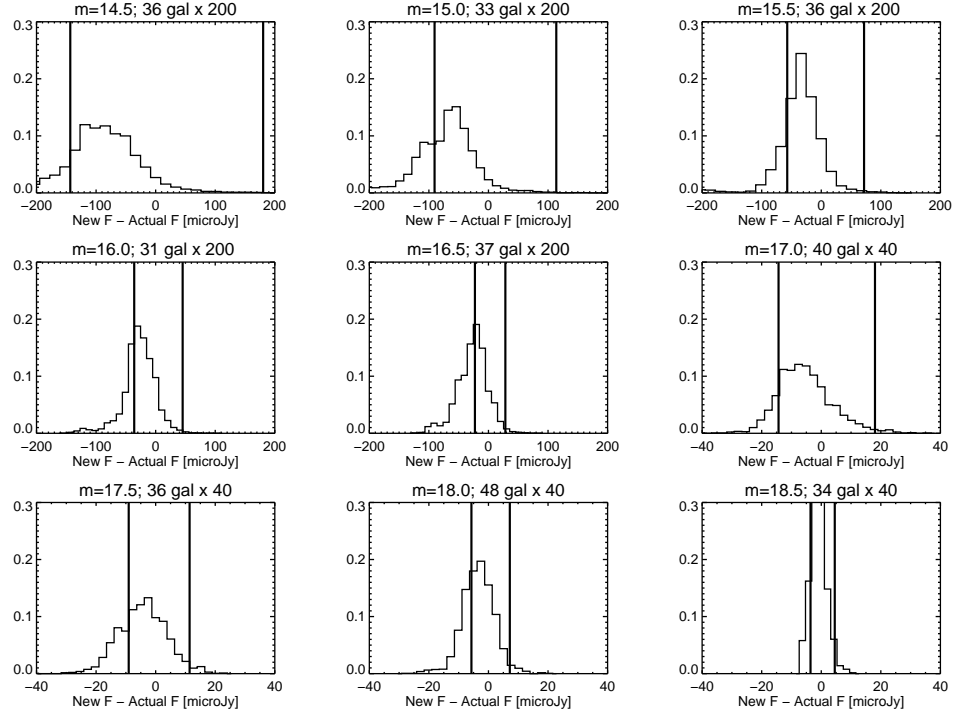 m=14.5; 36 gal x 200
0.3
0.2
0.1
0.0
−200 −100 0 100 200
New F − Actual F [microJy]
m=15.0; 33 gal x 200
0.3
0.2
0.1
0.0
−200 −100 0 100 200
New F − Actual F [microJy]
m=15.5; 36 gal x 200
0.3
0.2
0.1
0.0
−200 −100 0 100 200
New F − Actual F [microJy]
m=16.0; 31 gal x 200
0.3
0.2
0.1
0.0
−200 −100 0 100 200
New F − Actual F [microJy]
m=16.5; 37 gal x 200
0.3
0.2
0.1
0.0
−200 −100 0 100 200
New F − Actual F [microJy]
m=17.0; 40 gal x 40
0.3
0.2
0.1
0.0
−40 −20 0 20 40
New F − Actual F [microJy]
m=17.5; 36 gal x 40
0.3
0.2
0.1
0.0
−40 −20 0 20 40
New F − Actual F [microJy]
m=18.0; 48 gal x 40
0.3
0.2
0.1
0.0
−40 −20 0 20 40
New F − Actual F [microJy]
m=18.5; 34 gal x 40
0.3
0.2
0.1
0.0
−40 −20 0 20 40
New F − Actual F [microJy]